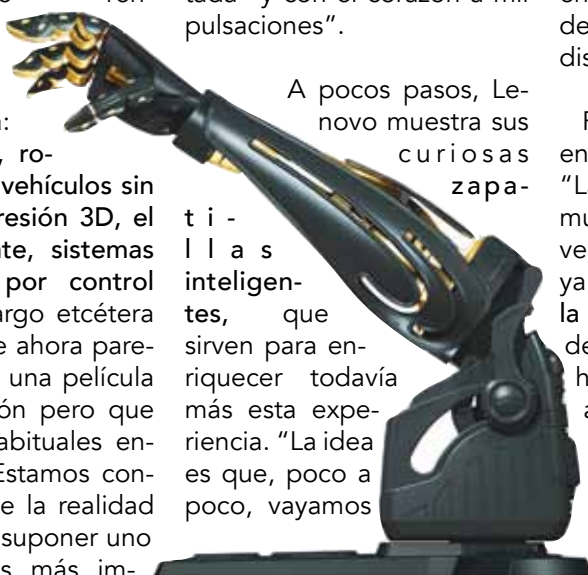 , ro-
vehículos sin
resión 3D, el
te, sistemas
por control
argo etcétera
e ahora pare-
una película
ón pero que
abituales en-
Estamos con-
e la realidad
suponer uno
s más im-
tada y con el corazón a mil
pulsaciones”.
A pocos pasos, Le-
novo muestra sus
curiosas
zapa-
ti-
llas
inteligen-
tes, que
sirven para en-
riquecer todavía
más esta expe-
riencia. “La idea
es que, poco a
poco, vayamos
de
dis
en
“L
mu
ve
ya
la
de
h